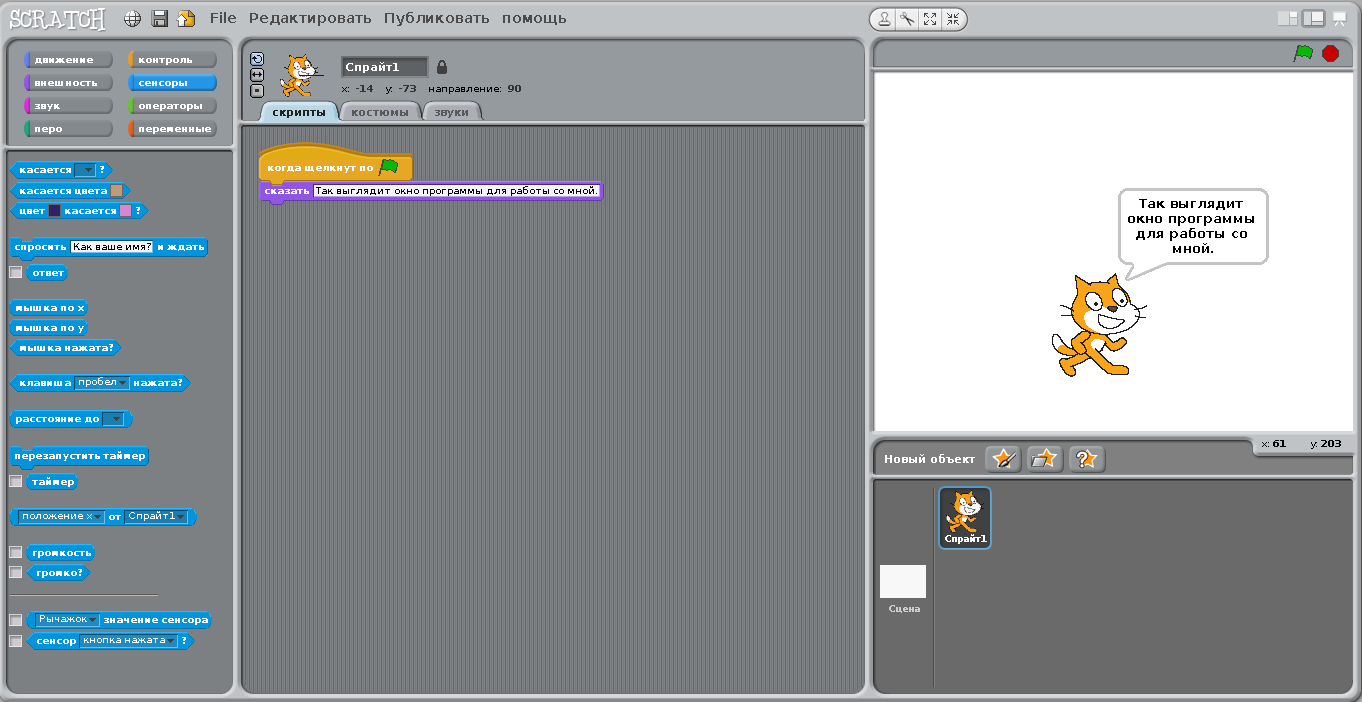 SCRATCH File Редактировать Публиковать помощь
движение контроль
внешность сенсоры
звук операторы
перо переменные
касается ?
касается цвета
цвет касается ?
спросить Как ваше имя? и ждать
ответ
мышка по x
мышка по y
мышка нажата?
клавиша пробел нажата?
расстояние до
перезапустить таймер
таймер
положение x от Спрайт1
громкость
громко?
Рычажок значение сенсора
сенсор кнопка нажата ?
Спрайт1
x: -14 y: -73 направление: 90
скрипты костюмы звуки
когда щелкнут по
сказать Так выглядит окно программы для работы со мной.
Так выглядит
окно программы
для работы со
мной.
x: 61 y: 203
Новый объект
Спрайт1
Сцена